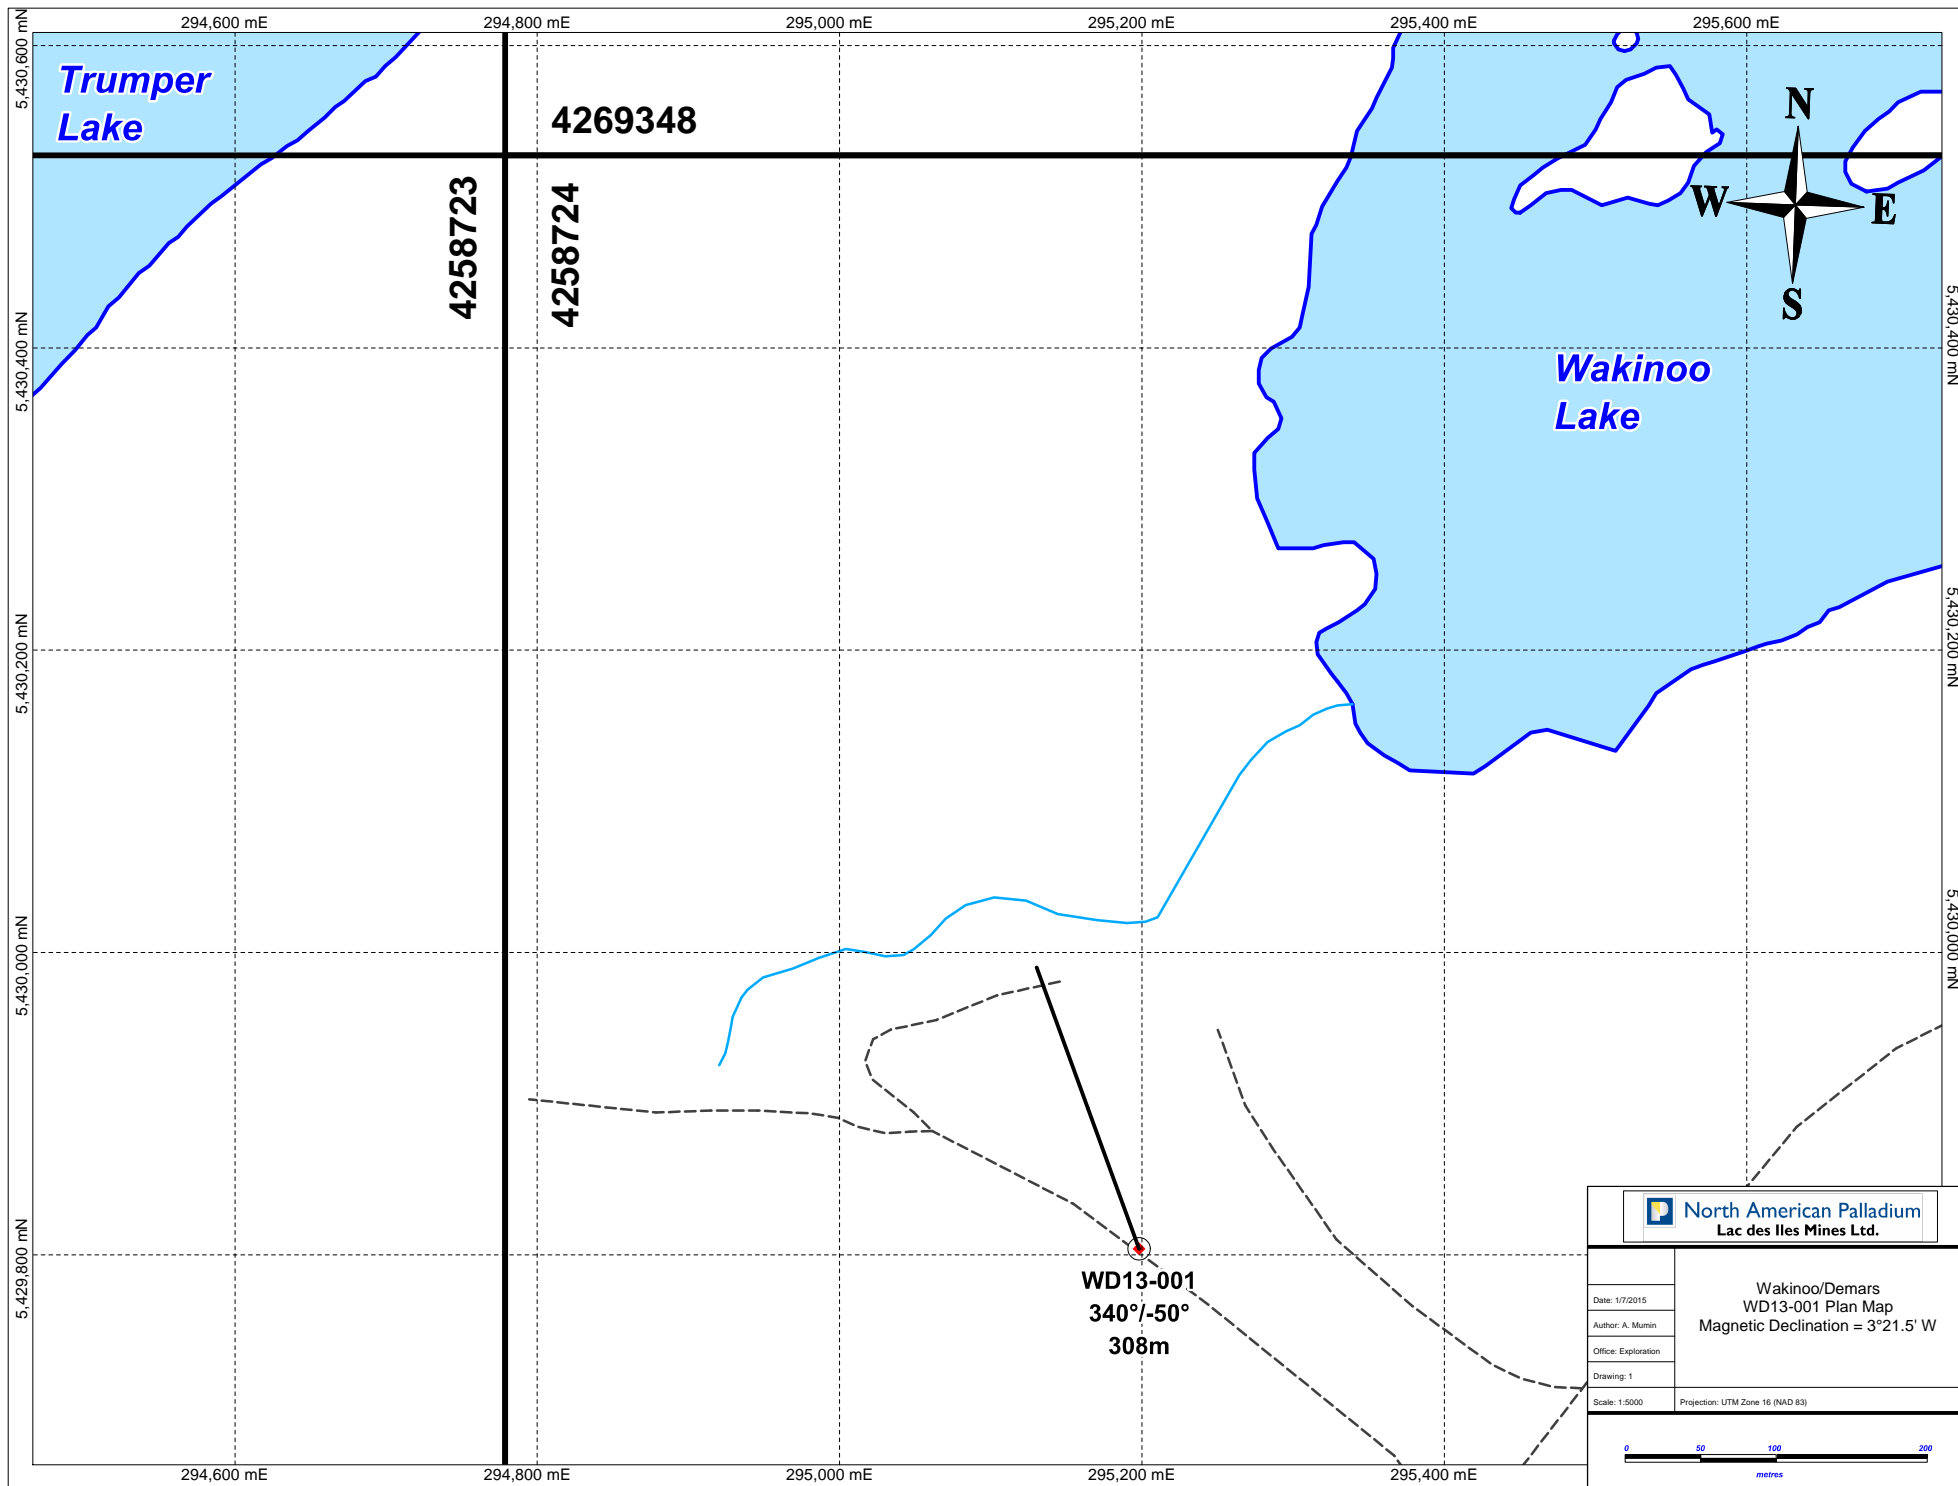 294,600 mE
294,800 mE
295,000 mE
295,200 mE
295,400 mE
295,600 mE
5,430,600 mN
5,430,400 mN
5,430,200 mN
5,430,000 mN
5,429,800 mN
Trumper
Lake
4269348
4258723
4258724
N
W
E
S
Wakinoo
Lake
5,430,400 mN
5,430,200 mN
5,430,000 mN
WD13-001
340°/-50°
308m
P
North American Palladium
Lac des Iles Mines Ltd.
Wakinoo/Demars
WD13-001 Plan Map
Magnetic Declination = 3°21.5' W
Date: 1/7/2015
Author: A. Mumin
Office: Exploration
Drawing: 1
Scale: 1:5000
Projection: UTM Zone 16 (NAD 83)
0 50 100 200
metres
294,600 mE
294,800 mE
295,000 mE
295,200 mE
295,400 mE